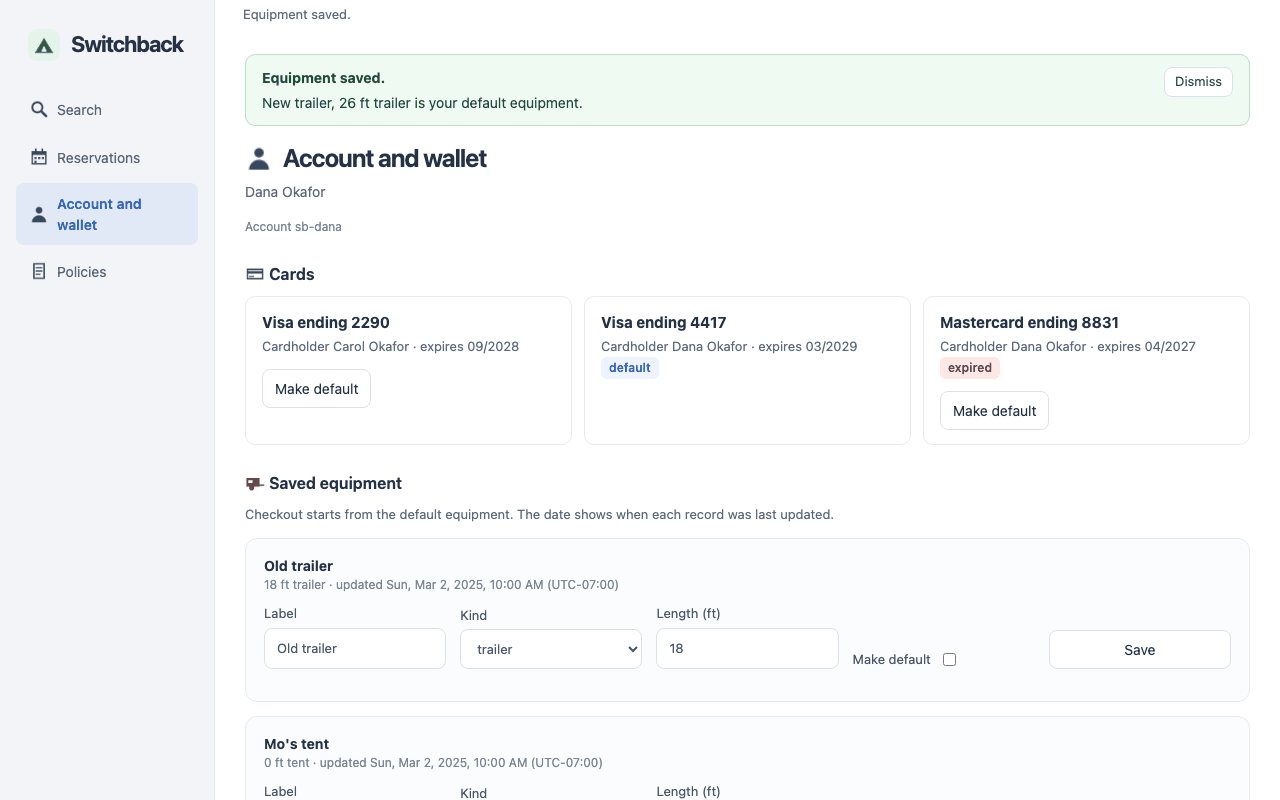 Switchback
Search
Reservations
Account and
wallet
Policies
Equipment saved.
Equipment saved.
New trailer, 26 ft trailer is your default equipment.
Dismiss
Account and wallet
Dana Okafor
Account sb-dana
Cards
Visa ending 2290
Cardholder Carol Okafor · expires 09/2028
Make default
Visa ending 4417
Cardholder Dana Okafor · expires 03/2029
default
Mastercard ending 8831
Cardholder Dana Okafor · expires 04/2027
expired
Make default
Saved equipment
Checkout starts from the default equipment. The date shows when each record was last updated.
Old trailer
18 ft trailer · updated Sun, Mar 2, 2025, 10:00 AM (UTC-07:00)
Label
Kind
Length (ft)
Old trailer
trailer
18
Make default
Save
Mo's tent
0 ft tent · updated Sun, Mar 2, 2025, 10:00 AM (UTC-07:00)
Label
Kind
Length (ft)